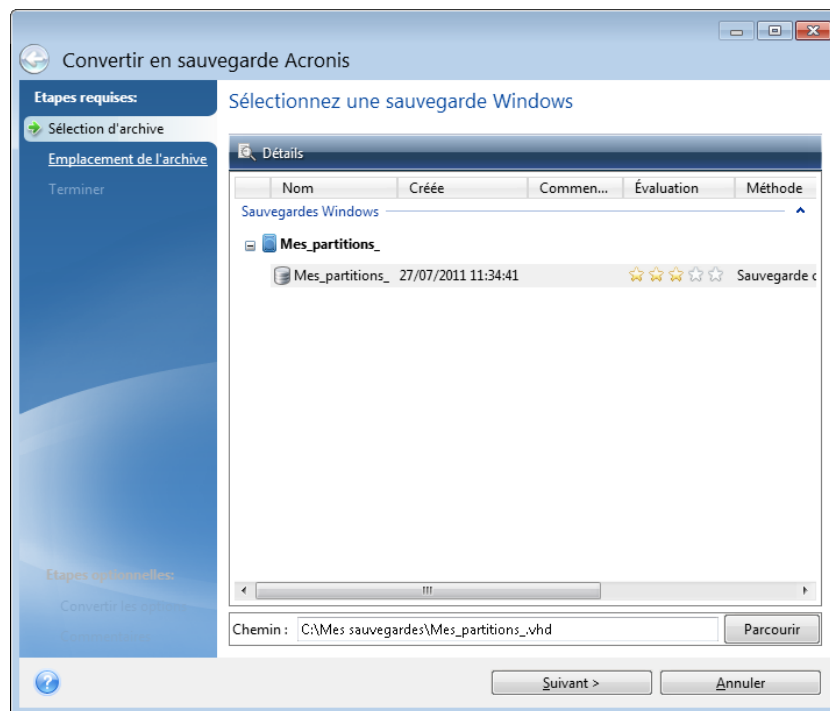 Convertir en sauvegarde Acronis
Etapes requises:
Sélection d'archive
Emplacement de l'archive
Terminer
Sélectionnez une sauvegarde Windows
Détails
Nom Créée Commen... Évaluation Méthode
Sauvegardes Windows
Mes_partitions_
Mes_partitions_ 27/07/2011 11:34:41 Sauvegarde c
Etapes optionnelles:
Convertir les
Chemin : C:\Mes sauvegardes\Mes_partitions_.vhd Parcourir
Suivant > Annuler